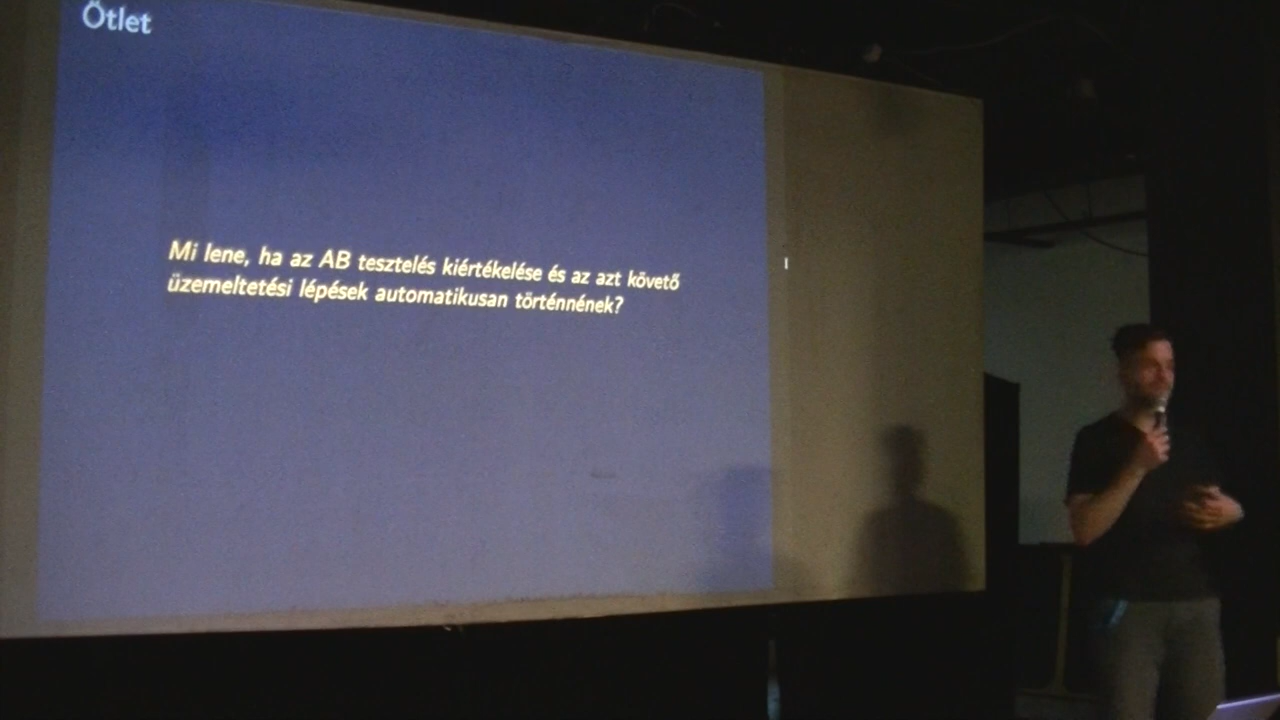 Ötlet
Mi lene, ha az AB tesztelés kiértékelése és az azt követő
üzemeltetési lépések automatikusan történnének?